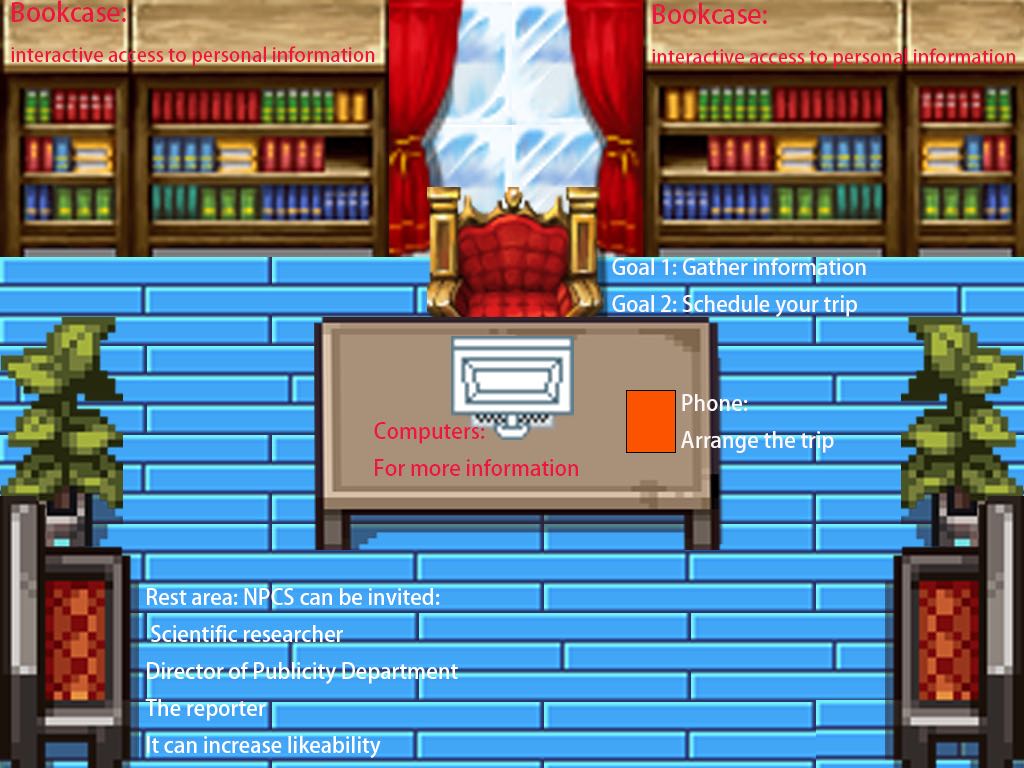 Bookcase:
interactive access to personal information
Bookcase:
interactive access to personal information
Goal 1: Gather information
Goal 2: Schedule your trip
Phone:
Arrange the trip
Computers:
For more information
Rest area: NPCS can be invited:
Scientific researcher
Director of Publicity Department
The reporter
It can increase likeability